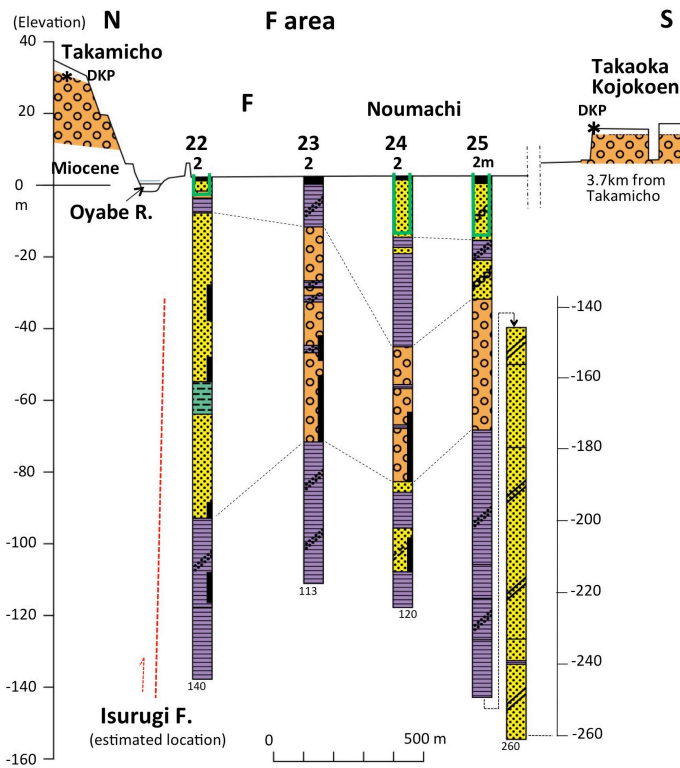 (Elevation)
N
F area
S
40
20
0
m
-20
-40
-60
-80
-100
-120
-140
-160
Takamicho
* DKP
Miocene
Oyabe R.
F
Noumachi
22
2
23
2
24
2
25
2m
Takaoka
Kojokoen
DKP
*
3.7km from
Takamicho
-140
-160
-180
-200
-220
-240
-260
140
113
120
260
Isurugi F.
(estimated location)
0
500 m